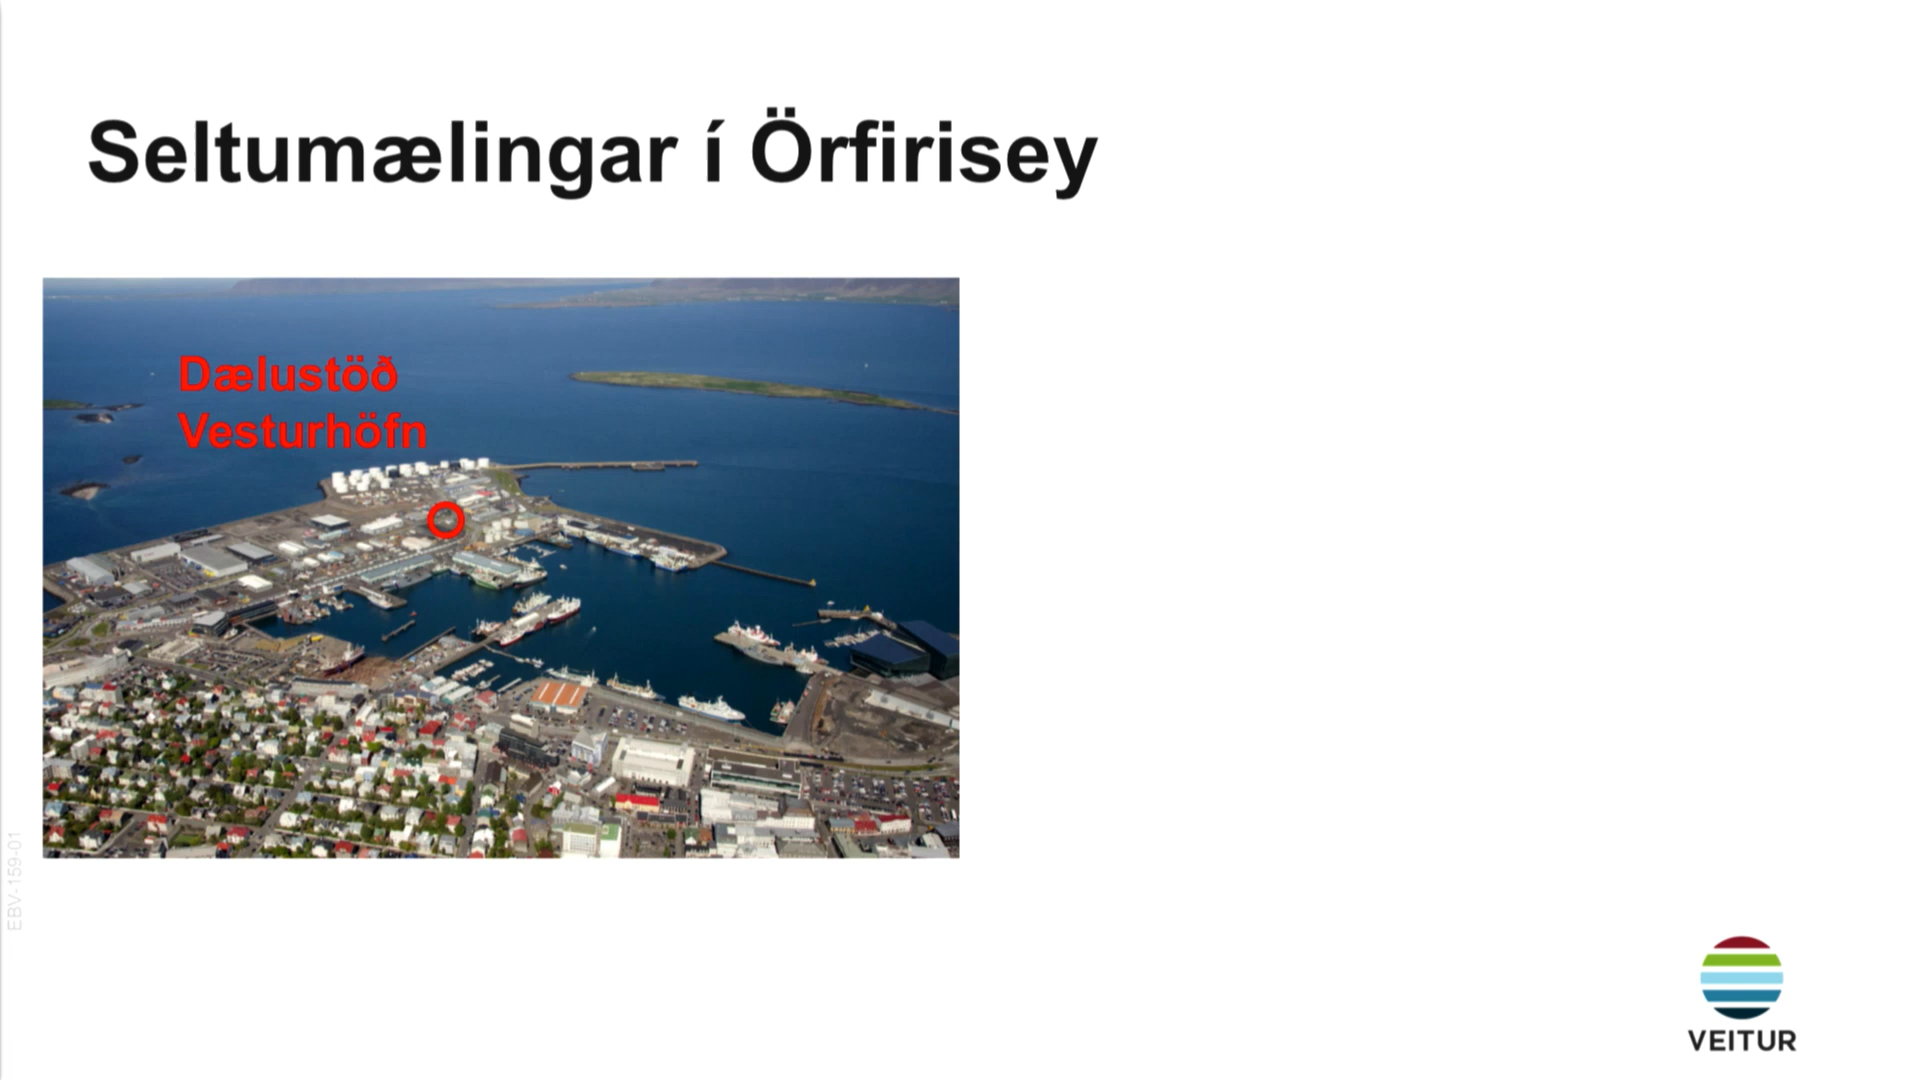 Seltumælingar í Örfirisey
Dælustöð
Vesturhöfn
EBV-159-01
VEITUR